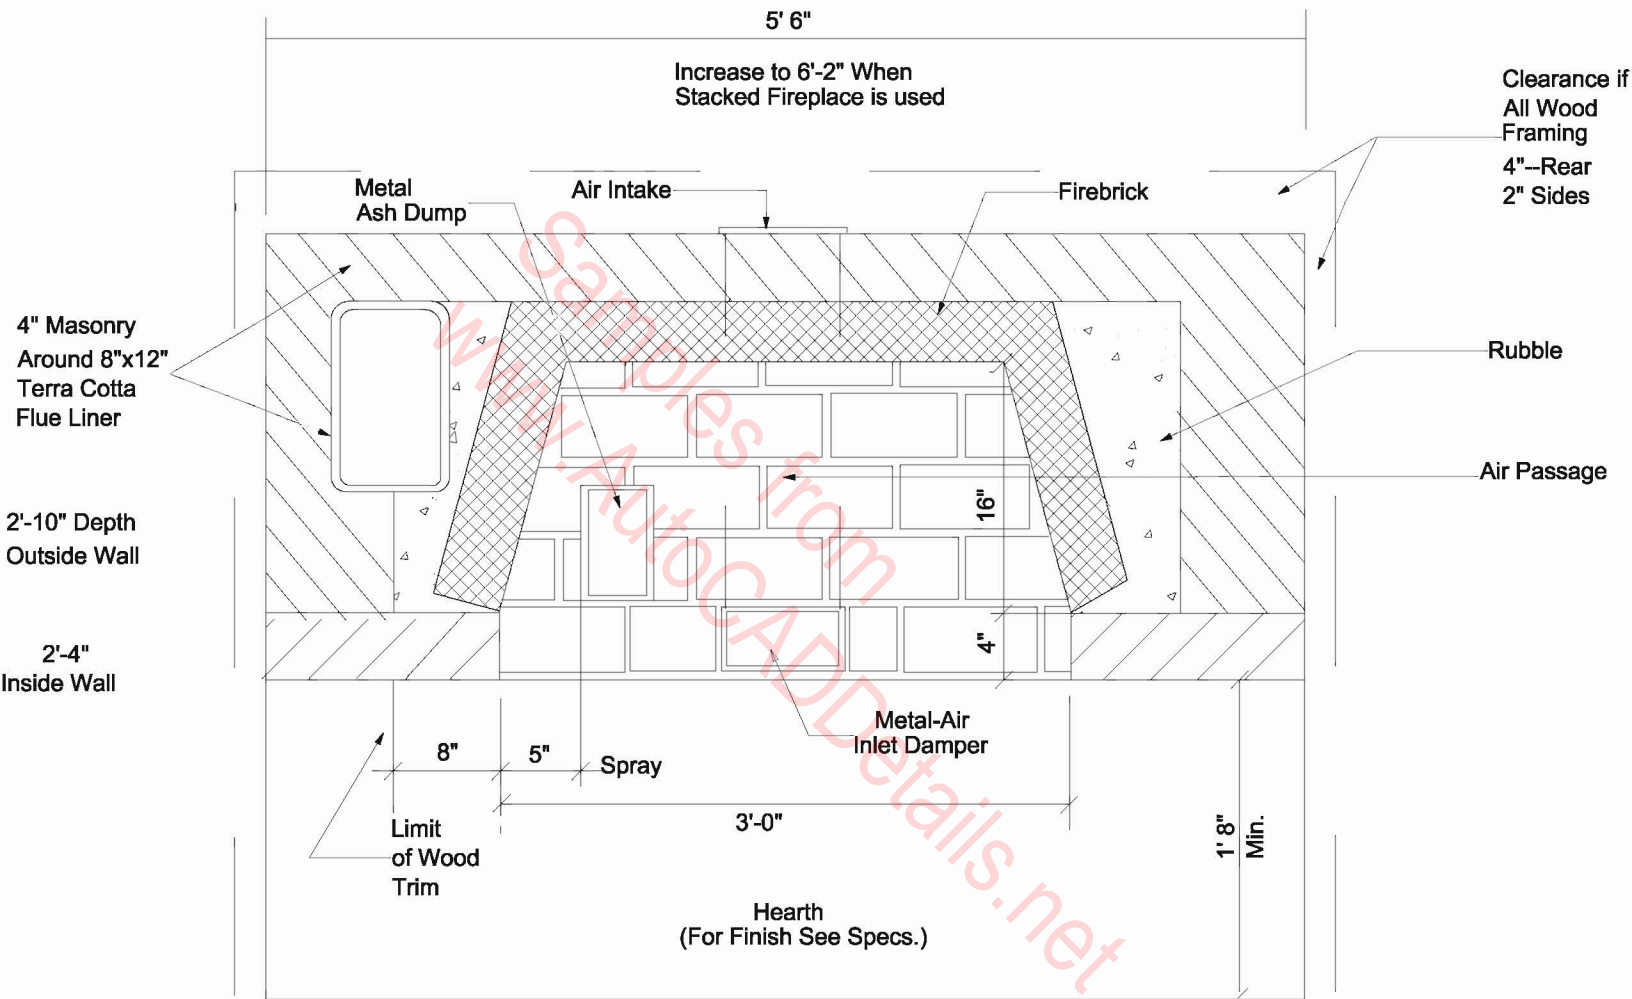 5' 6"
Increase to 6'-2" When
Stacked Fireplace is used
Clearance if
All Wood
Framing
4"--Rear
2" Sides
Metal
Ash Dump
Air Intake
Firebrick
4" Masonry
Around 8"x12"
Terra Cotta
Flue Liner
Rubble
Air Passage
2'-10" Depth
Outside Wall
16"
4"
2'-4"
Inside Wall
Metal-Air
Inlet Damper
8"
5"
Spray
3'-0"
1' 8"
Min.
Limit
of Wood
Trim
Hearth
(For Finish See Specs.)
Samples from
www.AutoCADDetails.net